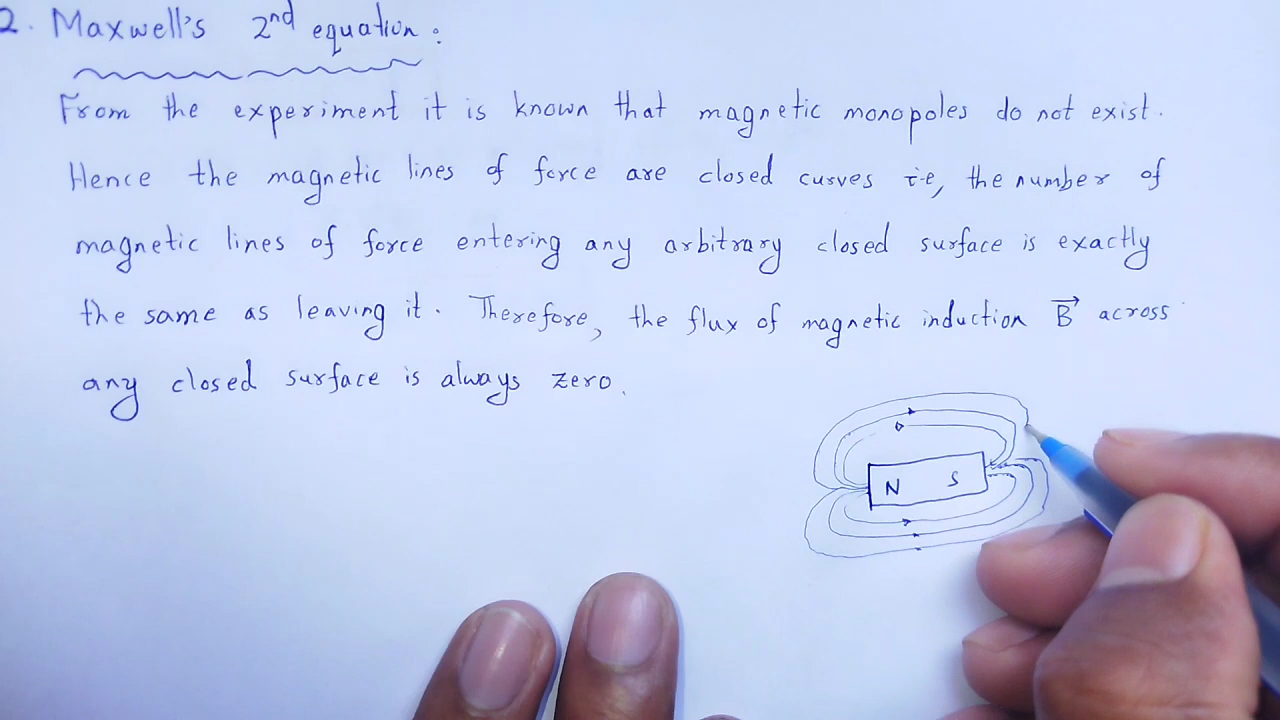 2. Maxwell's 2nd equation:
From the experiment it is known that magnetic monopoles do not exist.
Hence the magnetic lines of force are closed curves i.e, the number of
magnetic lines of force entering any arbitrary closed surface is exactly
the same as leaving it. Therefore, the flux of magnetic induction B⃗ across
any closed surface is always zero.
N S